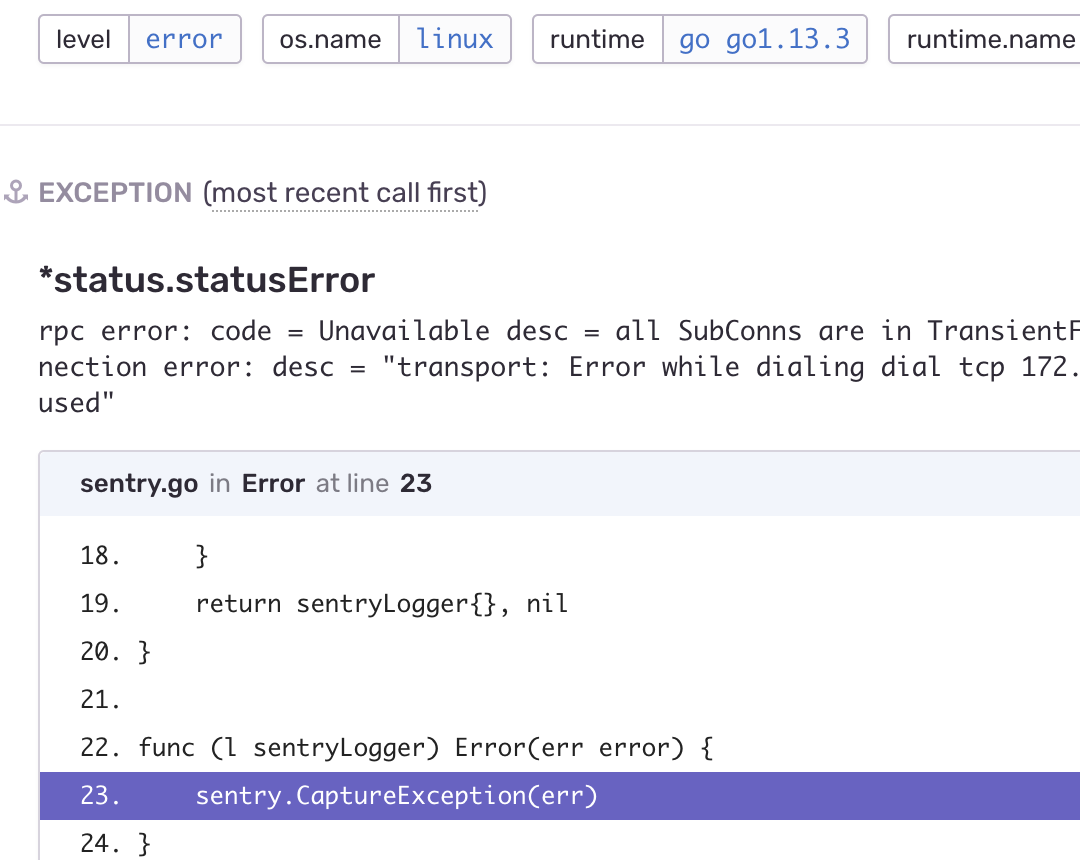 level error os.name linux runtime go go1.13.3 runtime.name
EXCEPTION (most recent call first)
*status.statusError
rpc error: code = Unavailable desc = all SubConns are in TransientF
nection error: desc = "transport: Error while dialing dial tcp 172.
used"
sentry.go in Error at line 23
18. }
19. return sentryLogger{}, nil
20. }
21.
22. func (l sentryLogger) Error(err error) {
23. sentry.CaptureException(err)
24. }